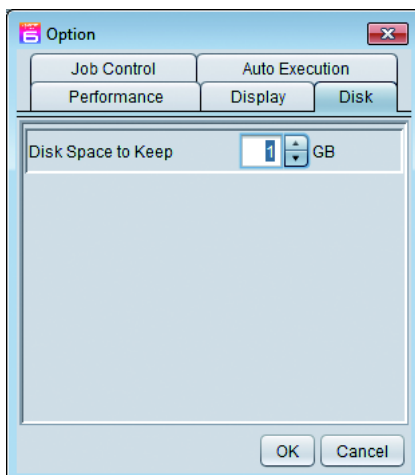 Option
Job Control Auto Execution
Performance Display Disk
Disk Space to Keep 1 GB
OK Cancel